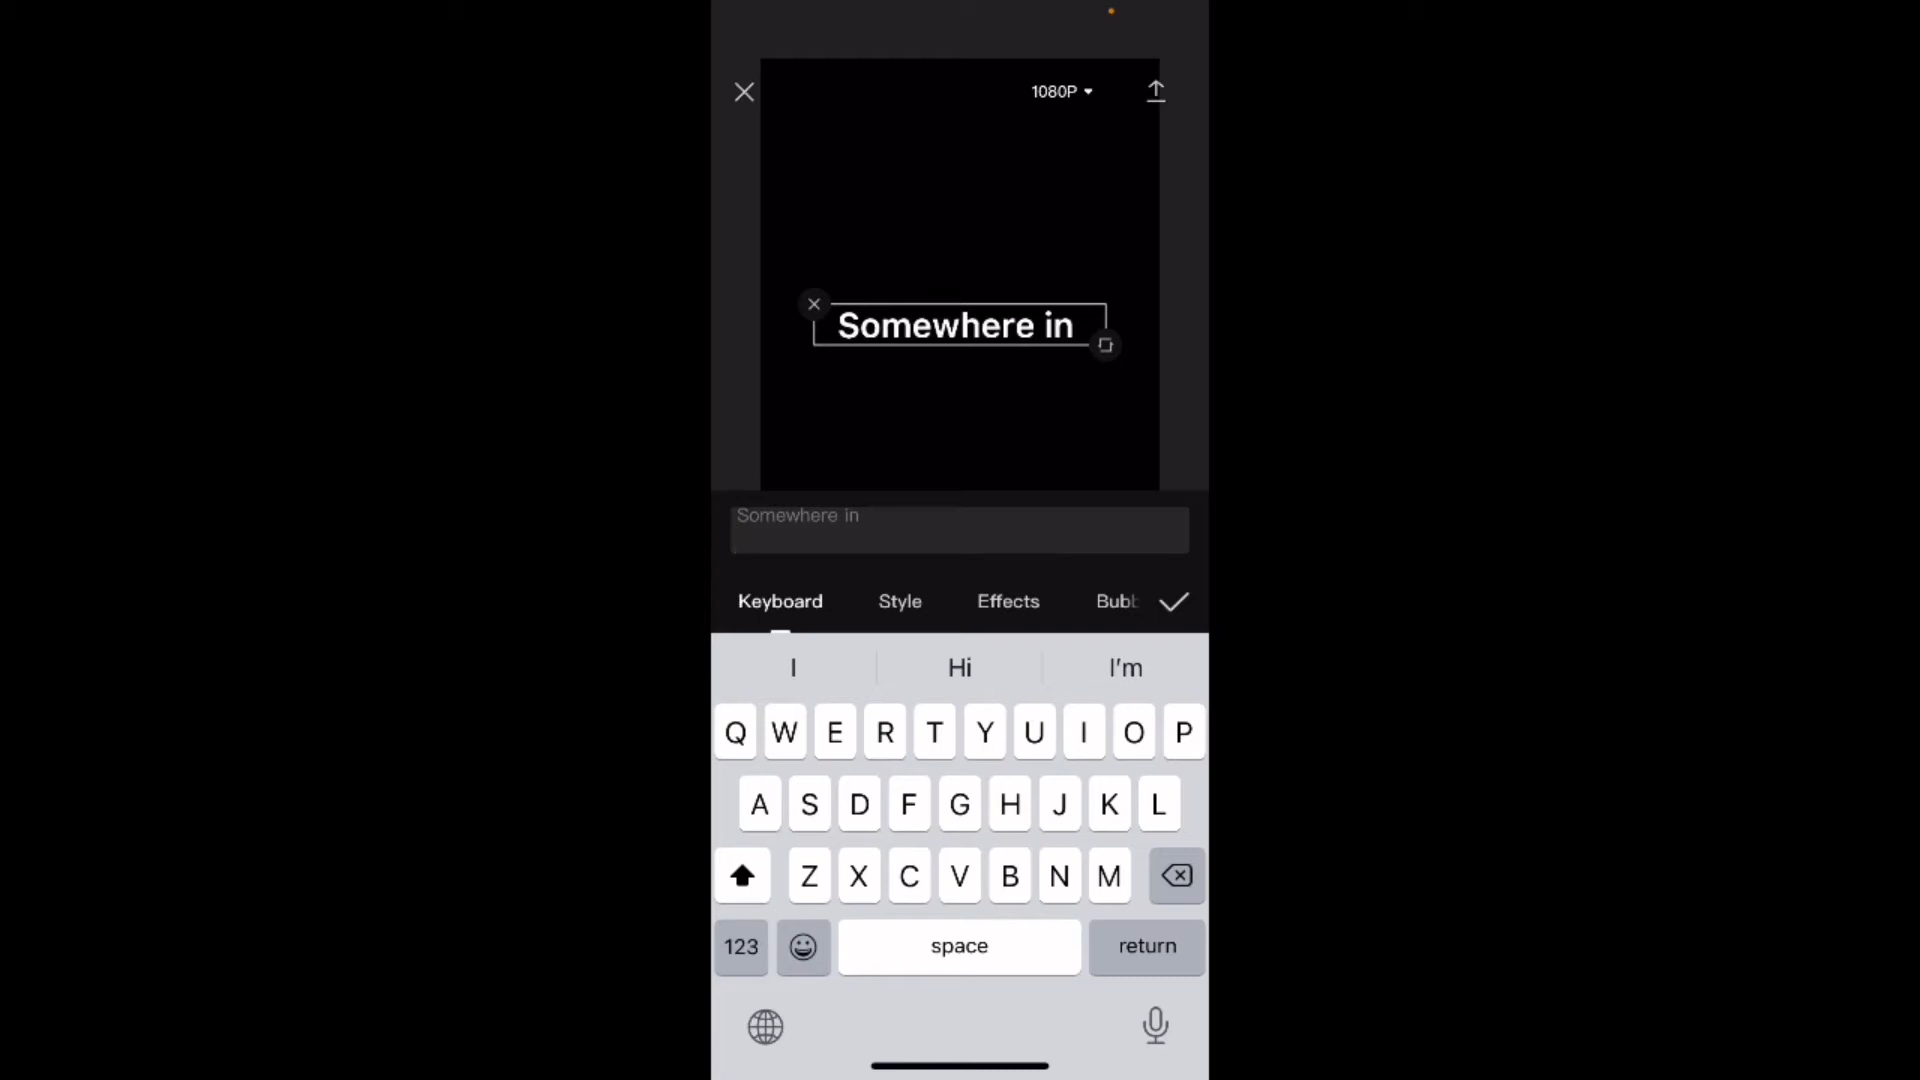 1080P
Somewhere in
Somewhere in
Keyboard Style Effects Bubb
I Hi I'm
Q W E R T Y U I O P
A S D F G H J K L
Z X C V B N M
123 space return